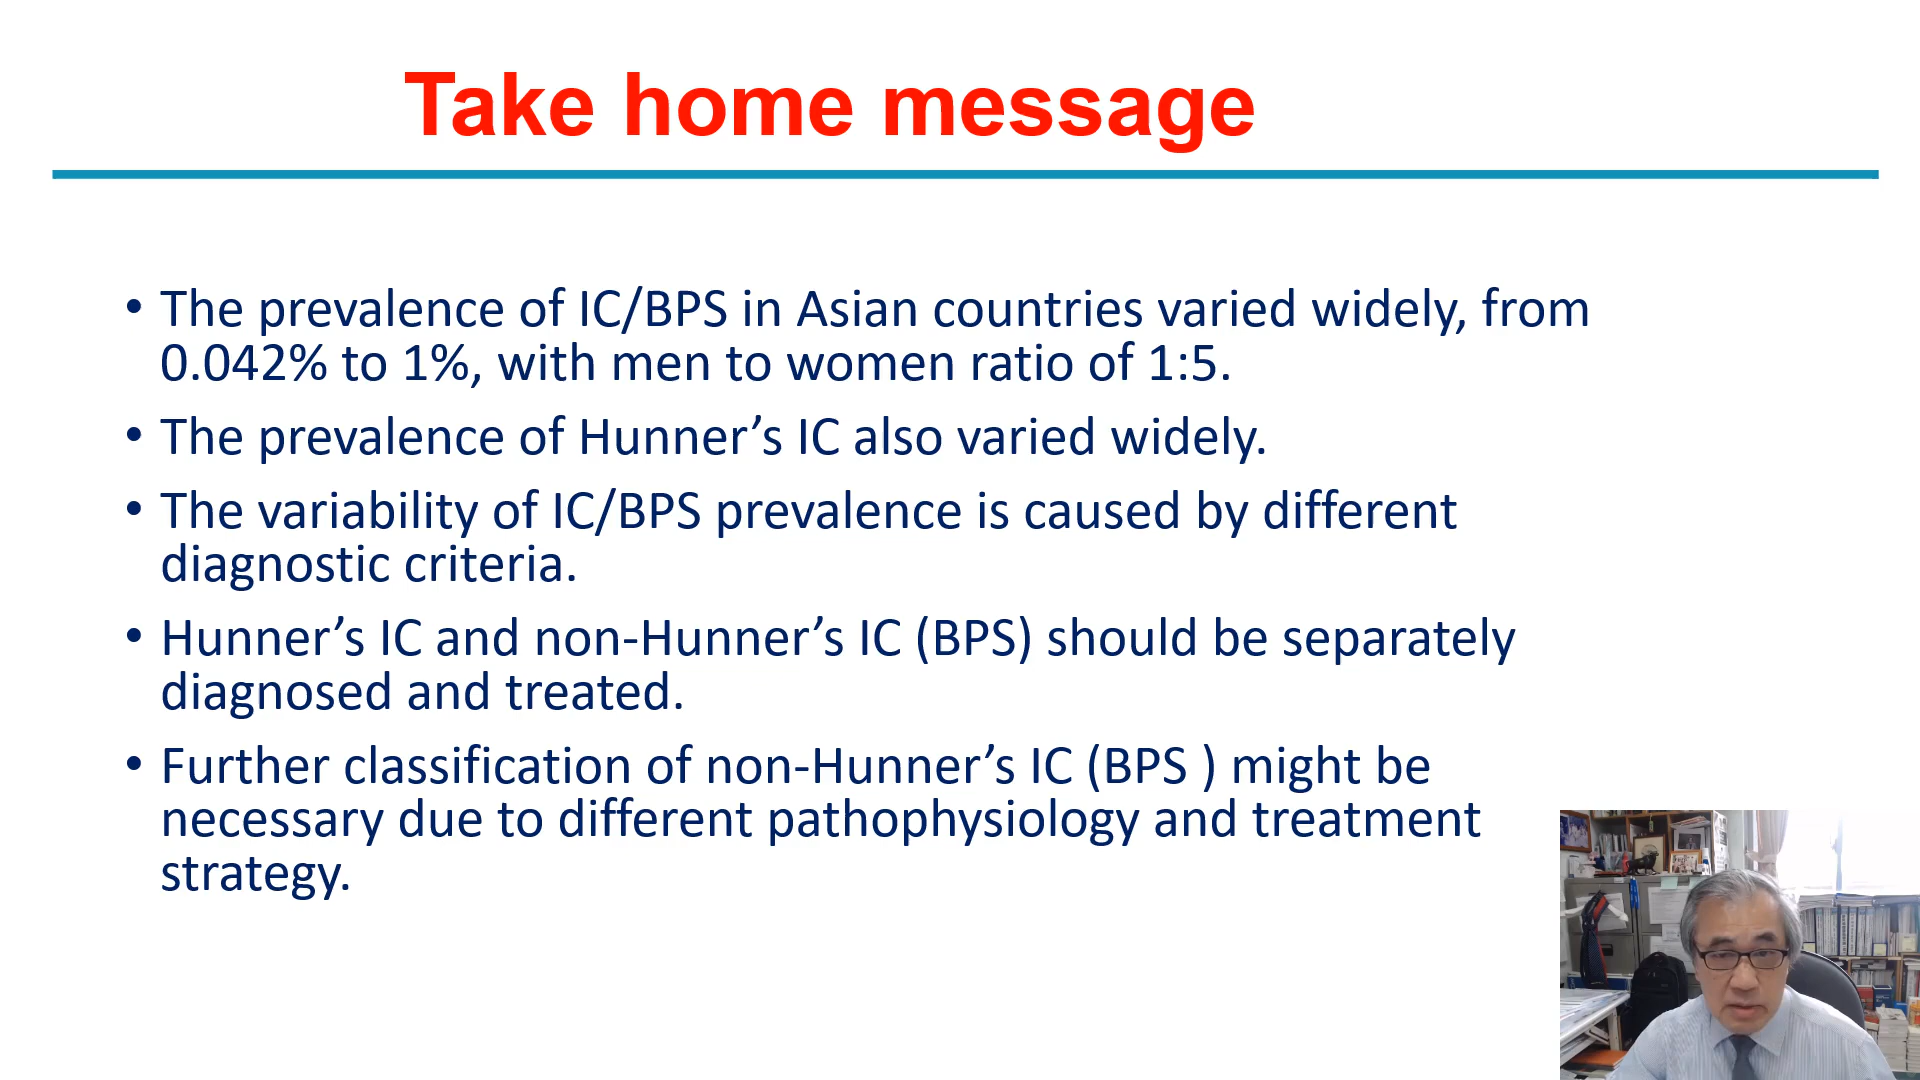 Take home message
• The prevalence of IC/BPS in Asian countries varied widely, from
0.042% to 1%, with men to women ratio of 1:5.
• The prevalence of Hunner’s IC also varied widely.
• The variability of IC/BPS prevalence is caused by different
diagnostic criteria.
• Hunner’s IC and non-Hunner’s IC (BPS) should be separately
diagnosed and treated.
• Further classification of non-Hunner’s IC (BPS ) might be
necessary due to different pathophysiology and treatment
strategy.